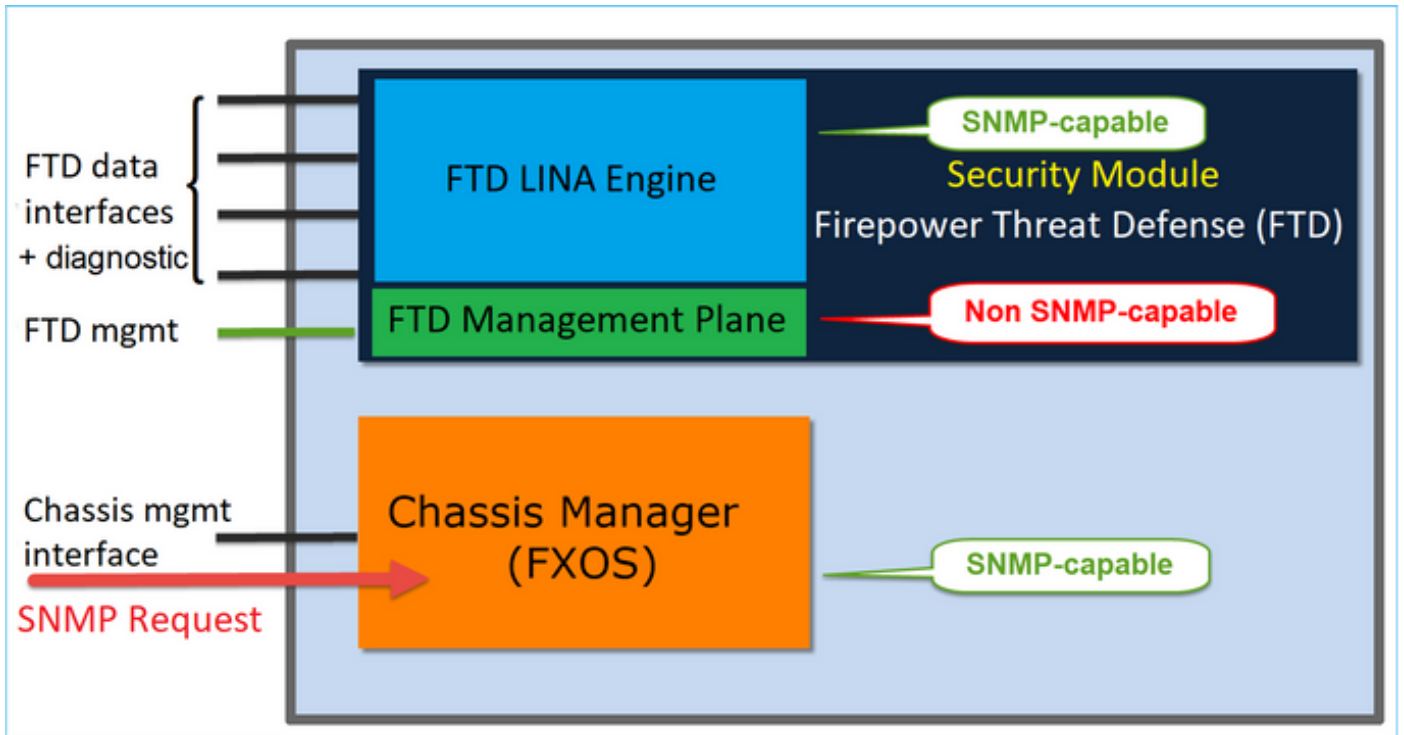 FTD data
interfaces
+ diagnostic
FTD mgmt
FTD LINA Engine
FTD Management Plane
SNMP-capable
Security Module
Firepower Threat Defense (FTD)
Non SNMP-capable
Chassis mgmt
interface
SNMP Request
Chassis Manager
(FXOS)
SNMP-capable